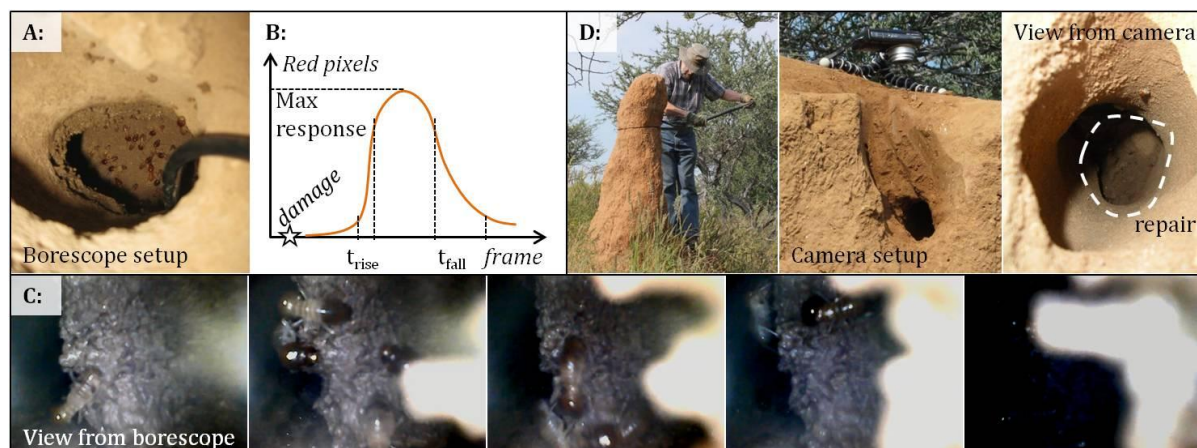 A:
Borescope setup
B:
Red pixels
Max
response
damage
t_rise
t_fall
frame
D:
Camera setup
View from camera
repair
C:
View from borescope